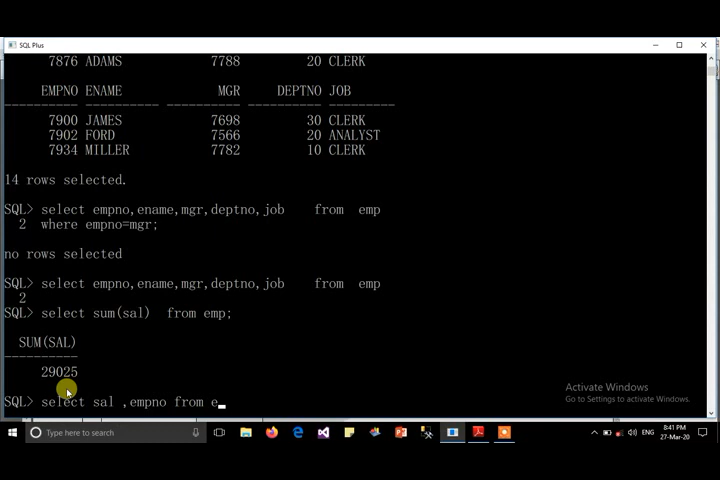 SQL Plus
7876 ADAMS 7788 20 CLERK
EMPNO ENAME MGR DEPTNO JOB
---------- ---------- ---------- ---------- ---------
7900 JAMES 7698 30 CLERK
7902 FORD 7566 20 ANALYST
7934 MILLER 7782 10 CLERK
14 rows selected.
SQL> select empno,ename,mgr,deptno,job from emp
2 where empno=mgr;
no rows selected
SQL> select empno,ename,mgr,deptno,job from emp
2
SQL> select sum(sal) from emp;
SUM(SAL)
----------
29025
SQL> select sal ,empno from e_
Activate Windows
Go to Settings to activate Windows.
Type here to search
ENG
8:41 PM
27-Mar-20